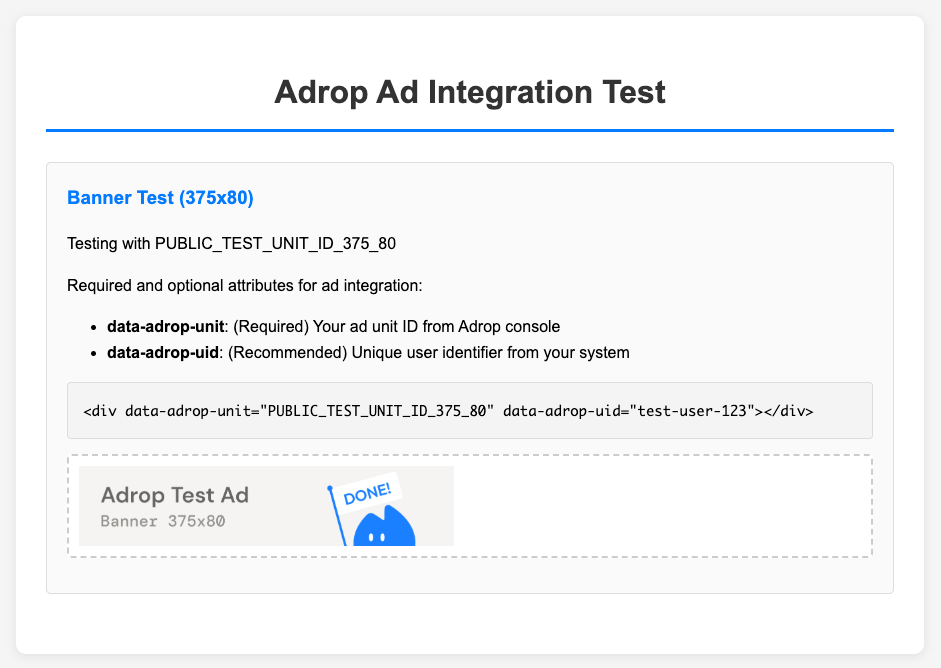 Adrop Ad Integration Test
Banner Test (375x80)
Testing with PUBLIC_TEST_UNIT_ID_375_80
Required and optional attributes for ad integration:
• data-adrop-unit: (Required) Your ad unit ID from Adrop console
• data-adrop-uid: (Recommended) Unique user identifier from your system
<div data-adrop-unit="PUBLIC_TEST_UNIT_ID_375_80" data-adrop-uid="test-user-123"></div>
Adrop Test Ad
Banner 375x80
DONE!